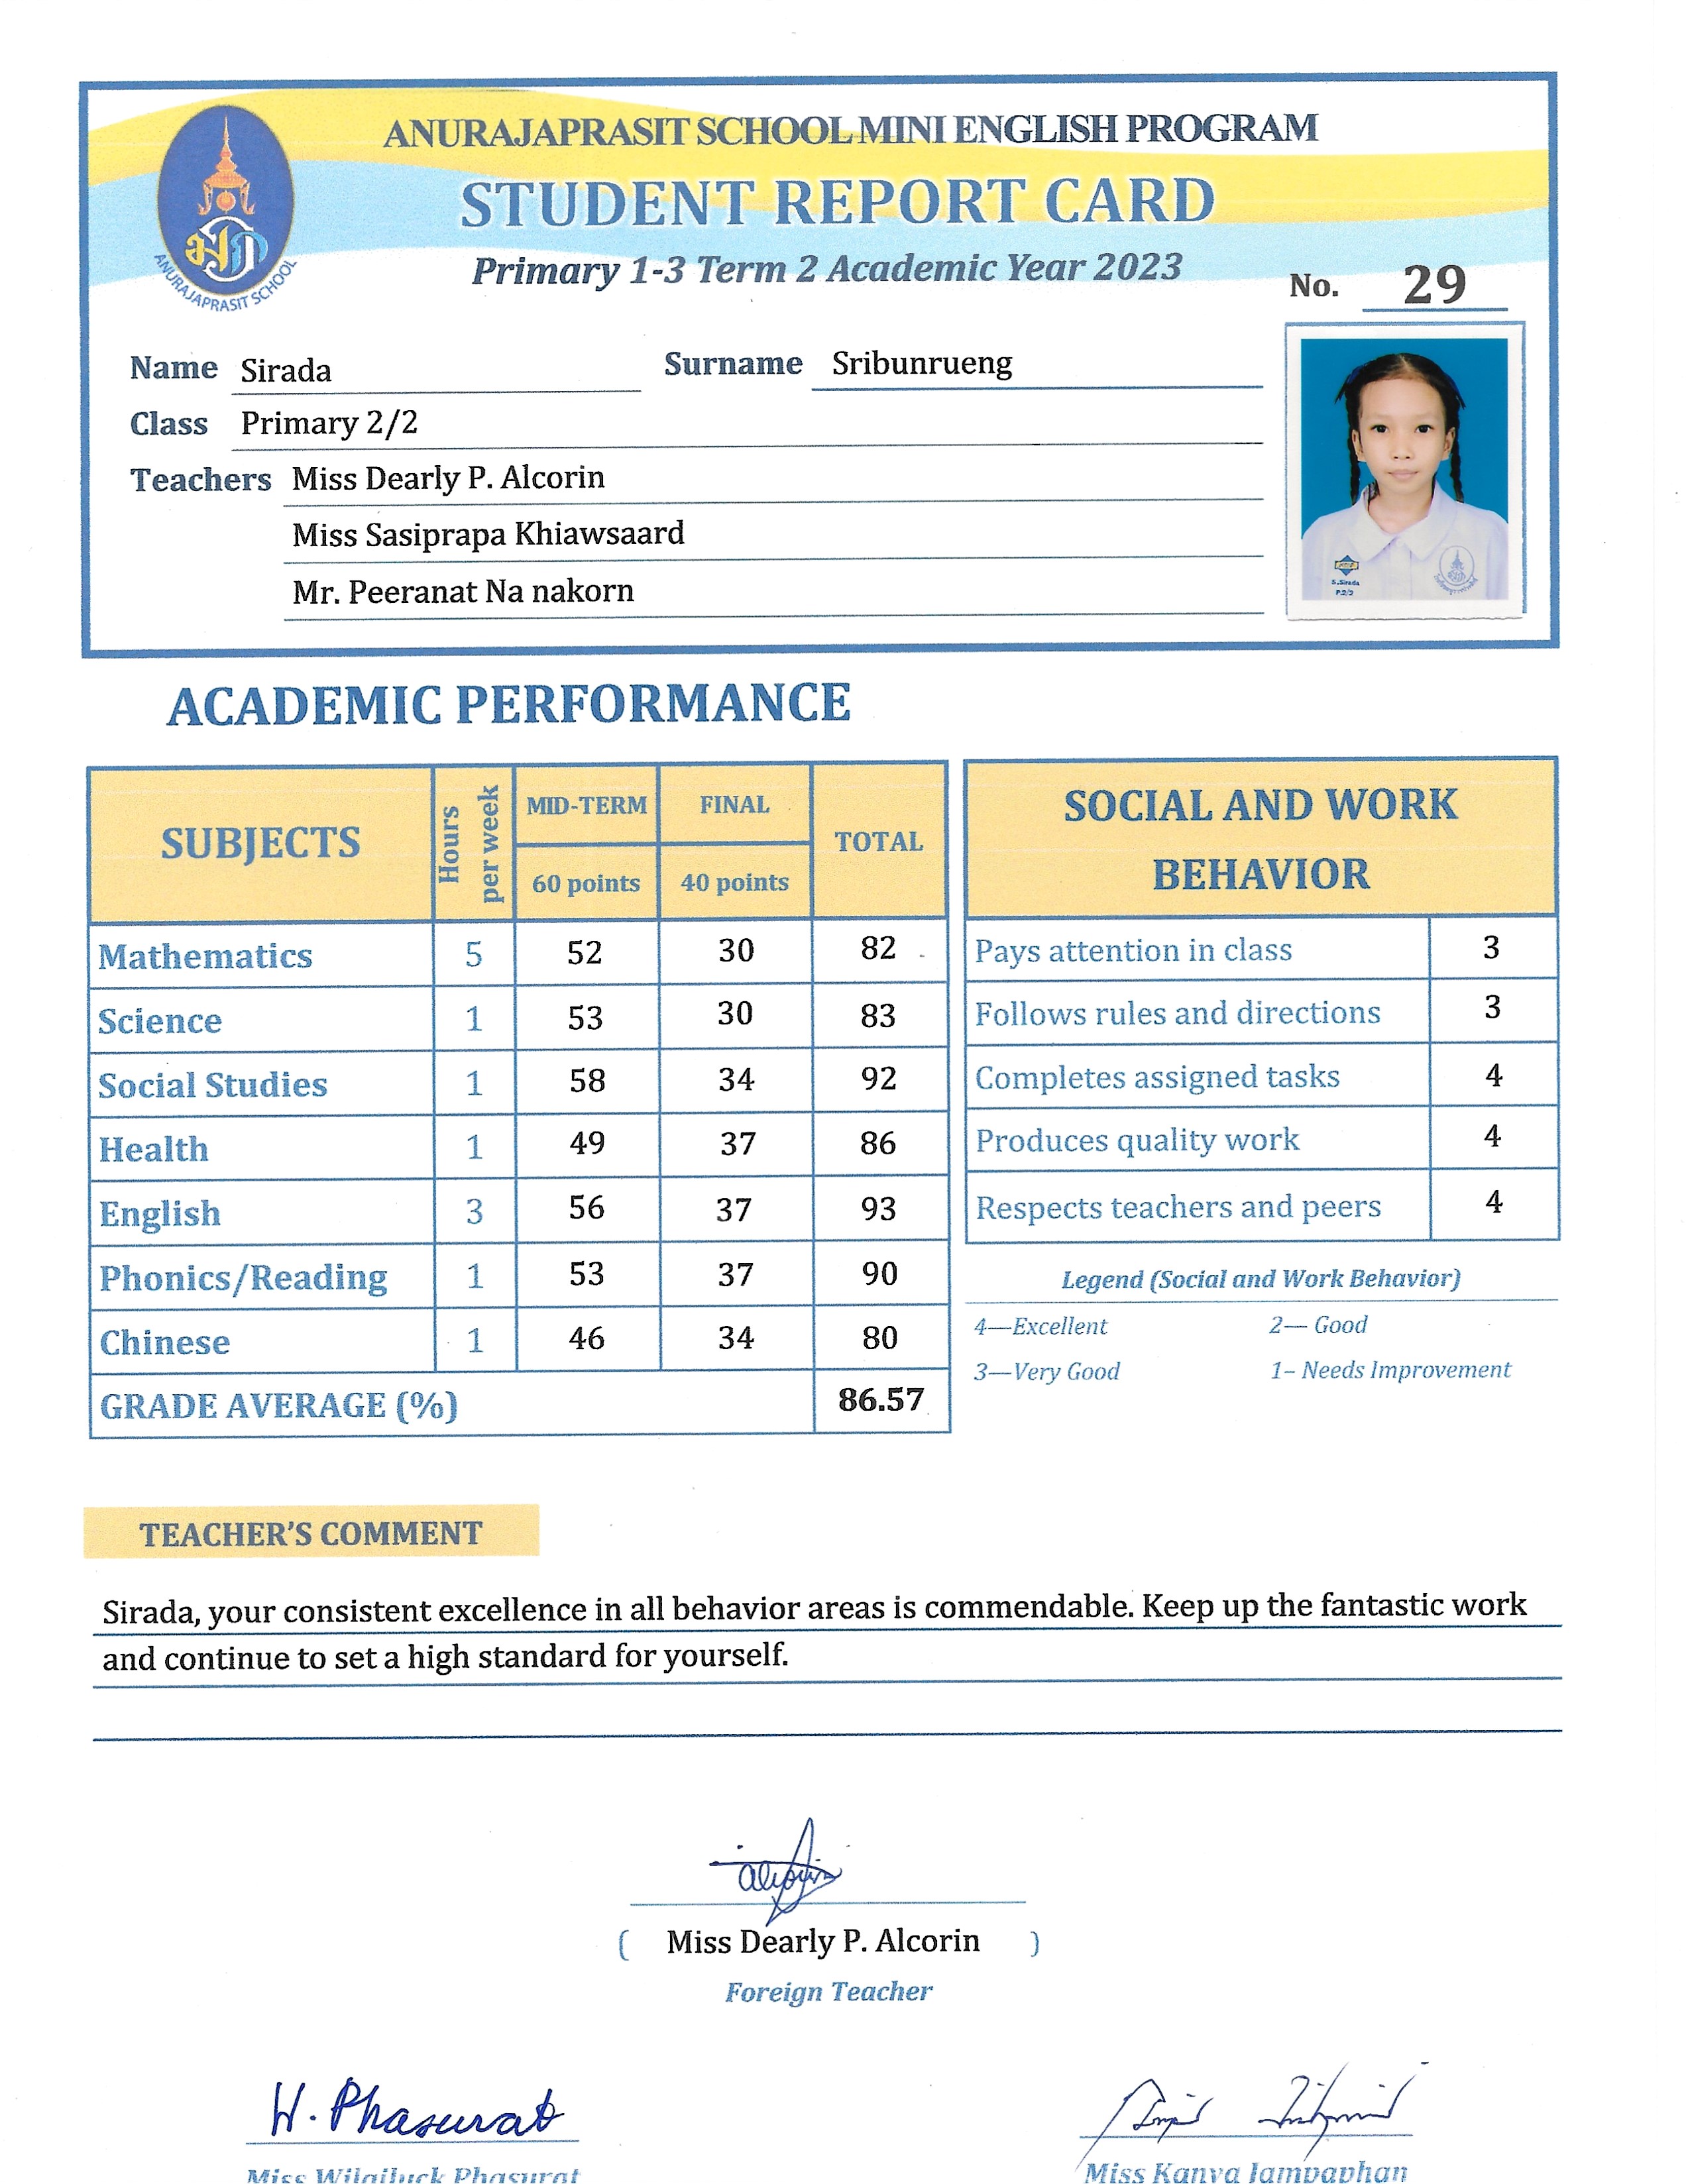 ANURAJAPRASIT SCHOOL MINI ENGLISH PROGRAM
STUDENT REPORT CARD
Primary 1-3 Term 2 Academic Year 2023
ANURAJAPRASIT SCHOOL
No. 29
Name Sirada Surname Sribunrueng
Class Primary 2/2
Teachers Miss Dearly P. Alcorin
Miss Sasiprapa Khiawsaard
Mr. Peeranat Na nakorn
S.Sirada
P.2/2
ACADEMIC PERFORMANCE
SUBJECTS Hours per week MID-TERM 60 points FINAL 40 points TOTAL
Mathematics 5 52 30 82
Science 1 53 30 83
Social Studies 1 58 34 92
Health 1 49 37 86
English 3 56 37 93
Phonics/Reading 1 53 37 90
Chinese 1 46 34 80
GRADE AVERAGE (%) 86.57
SOCIAL AND WORK
BEHAVIOR
Pays attention in class 3
Follows rules and directions 3
Completes assigned tasks 4
Produces quality work 4
Respects teachers and peers 4
Legend (Social and Work Behavior)
4—Excellent 2— Good
3—Very Good 1– Needs Improvement
TEACHER'S COMMENT
Sirada, your consistent excellence in all behavior areas is commendable. Keep up the fantastic work
and continue to set a high standard for yourself.
( Miss Dearly P. Alcorin )
Foreign Teacher
W. Phasurat
Miss Wilailuck Phasurat Miss Kanya Jampaphan